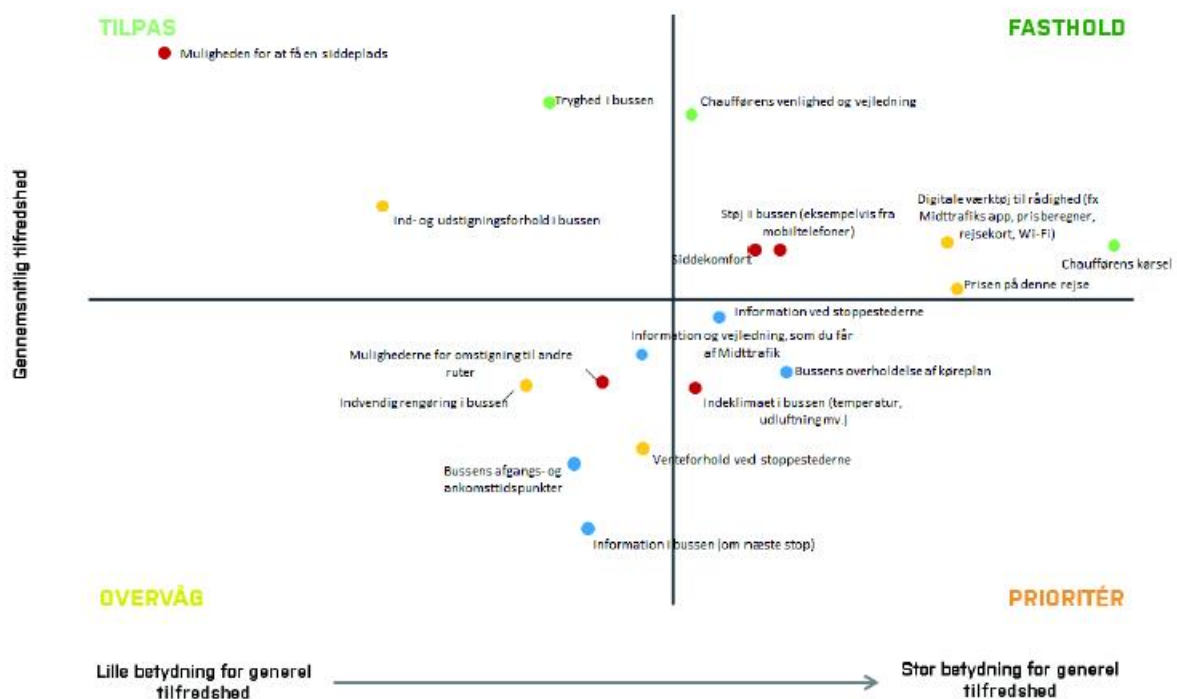 TILPAS
FASTHOLD
Muligheden for at få en siddeplads
Tryghed i bussen
Chaufførens venlighed og vejledning
Gennemsnitlig tilfredshed
Ind- og udstigningsforhold i bussen
Støj i bussen (eksempelvis fra
mobiltelefoner)
Digitale værktøj til rådighed (fx
Midttrafiks app, prisberegner,
rejsekort, Wi-Fi)
Siddekomfort
Chaufførens kørsel
Prisen på denne rejse
Information ved stoppestederne
Information og vejledning, som du får
af Midttrafik
Mulighederne for omstigning til andre
ruter
Bussens overholdelse af køreplan
Indvendig rengøring i bussen
Indeklimaet i bussen (temperatur,
udluftning mv.)
Venteforhold ved stoppestederne
Bussens afgangs- og
ankomsttidspunkter
Information i bussen (om næste stop)
OVERVÅG
PRIORITÉR
Lille betydning for generel
tilfredshed
Stor betydning for generel
tilfredshed